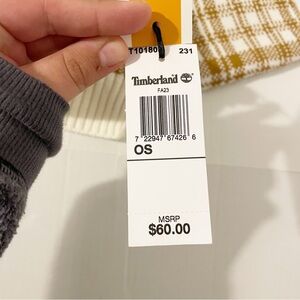 T10180 231
Timberland
FA23
7 22947 67426 6
OS
MSRP
$60.00